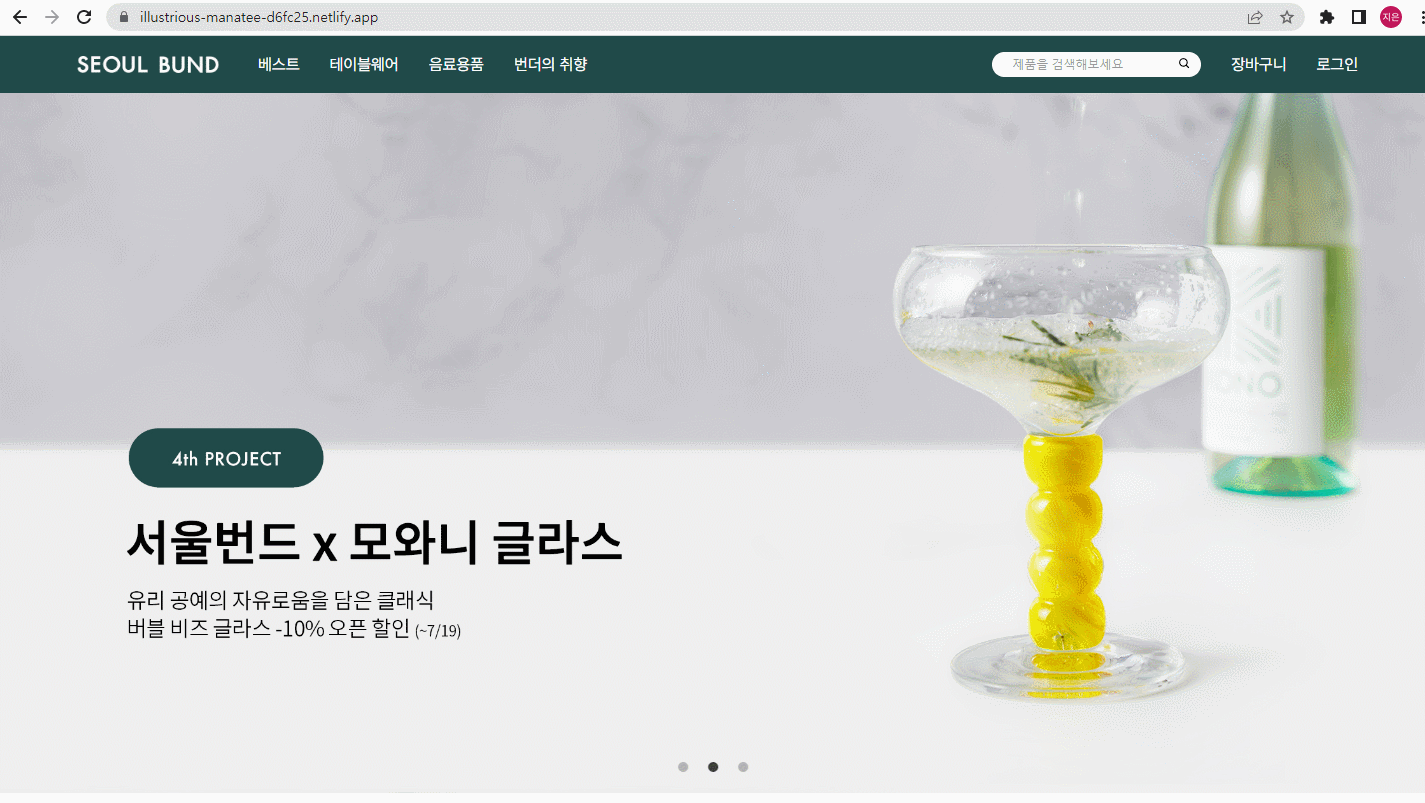 illustrious-manatee-d6fc25.netlify.app
지은
SEOUL BUND 베스트 테이블웨어 음료용품 번더의 취향 제품을 검색해보세요 장바구니 로그인
4th PROJECT
서울번드 x 모와니 글라스
유리 공예의 자유로움을 담은 클래식
버블 비즈 글라스 -10% 오픈 할인 (~7/19)